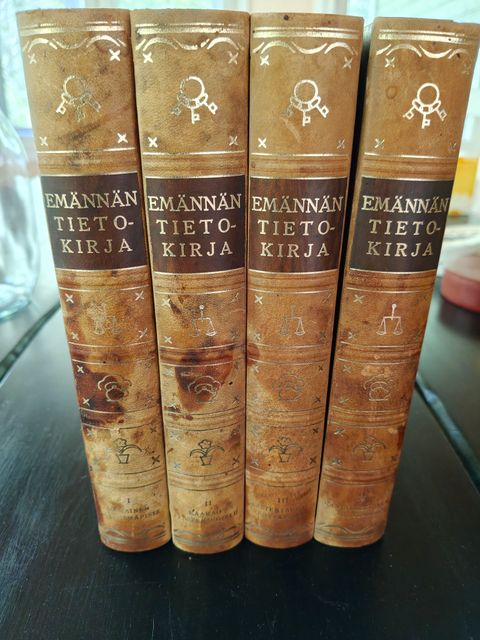 EMÄNNÄN
TIETO-
KIRJA
I
EMÄNNÄN
TIETO-
KIRJA
II
EMÄNNÄN
TIETO-
KIRJA
III
EMÄNNÄN
TIETO-
KIRJA